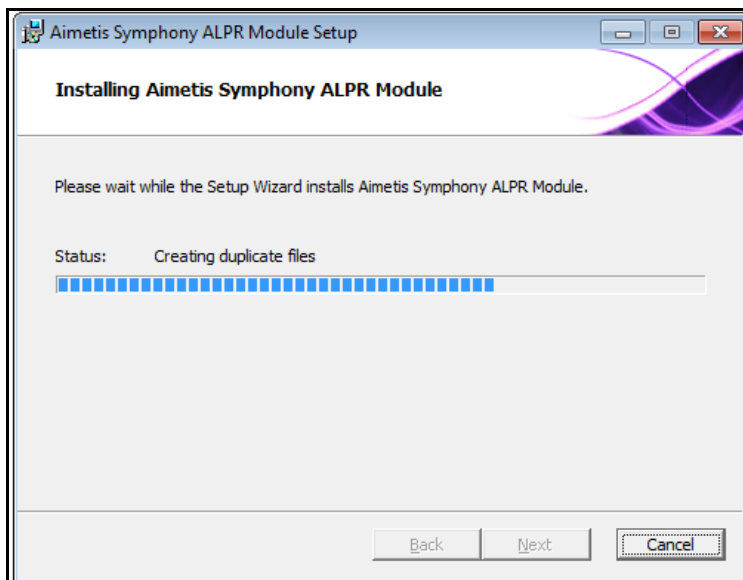 Aimetis Symphony ALPR Module Setup
Installing Aimetis Symphony ALPR Module
Please wait while the Setup Wizard installs Aimetis Symphony ALPR Module.
Status: Creating duplicate files
Back Next Cancel